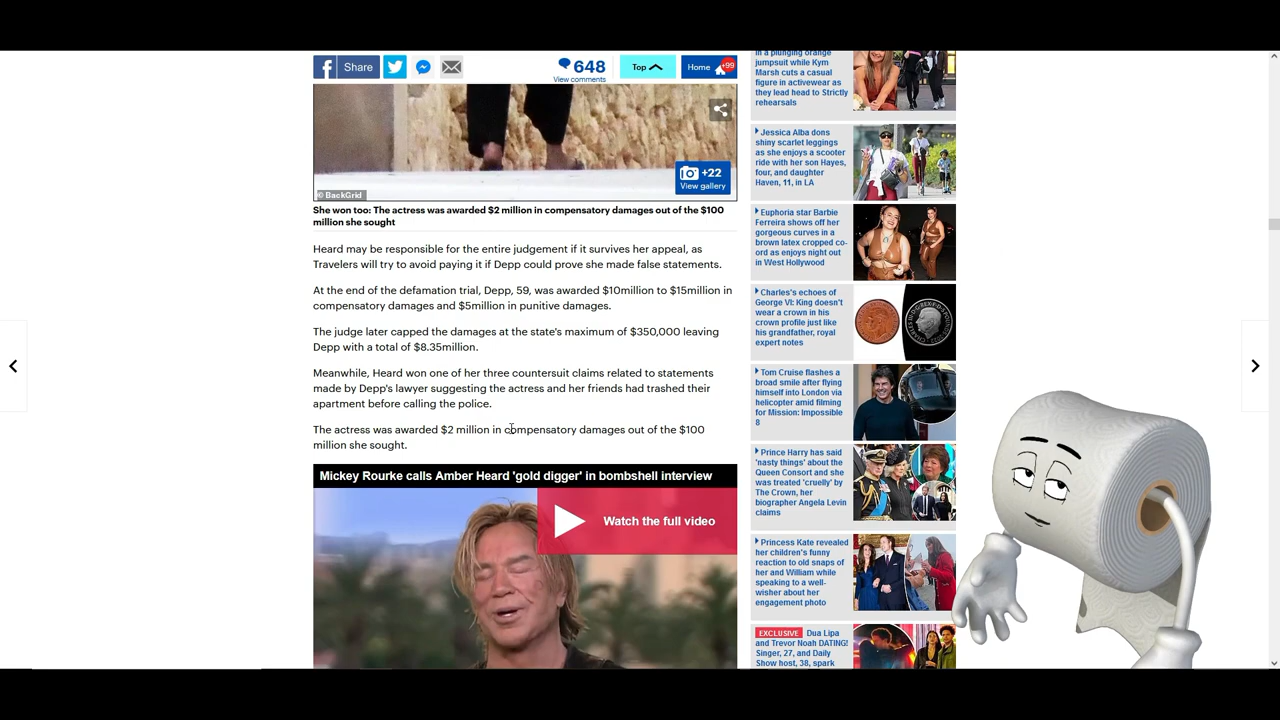 Share
648
View comments
Top
Home
+99
+22
View gallery
© BackGrid
She won too: The actress was awarded $2 million in compensatory damages out of the $100
million she sought
Heard may be responsible for the entire judgement if it survives her appeal, as
Travelers will try to avoid paying it if Depp could prove she made false statements.
At the end of the defamation trial, Depp, 59, was awarded $10million to $15million in
compensatory damages and $5million in punitive damages.
The judge later capped the damages at the state's maximum of $350,000 leaving
Depp with a total of $8.35million.
Meanwhile, Heard won one of her three countersuit claims related to statements
made by Depp's lawyer suggesting the actress and her friends had trashed their
apartment before calling the police.
The actress was awarded $2 million in compensatory damages out of the $100
million she sought.
Mickey Rourke calls Amber Heard 'gold digger' in bombshell interview
Watch the full video
in a plunging orange
jumpsuit while Kym
Marsh cuts a casual
figure in activewear as
they lead head to Strictly
rehearsals
Jessica Alba dons
shiny scarlet leggings
as she enjoys a scooter
ride with her son Hayes,
four, and daughter
Haven, 11, in LA
Euphoria star Barbie
Ferreira shows off her
gorgeous curves in a
brown latex cropped co-
ord as enjoys night out
in West Hollywood
Charles's echoes of
George VI: King doesn't
wear a crown in his
crown profile just like
his grandfather, royal
expert notes
Tom Cruise flashes a
broad smile after flying
himself into London via
helicopter amid filming
for Mission: Impossible
8
Prince Harry has said
'nasty things' about the
Queen Consort and she
was treated 'cruelly' by
The Crown, her
biographer Angela Levin
claims
Princess Kate revealed
her children's funny
reaction to old snaps of
her and William while
speaking to a well-
wisher about her
engagement photo
EXCLUSIVE Dua Lipa
and Trevor Noah DATING!
Singer, 27, and Daily
Show host, 38, spark